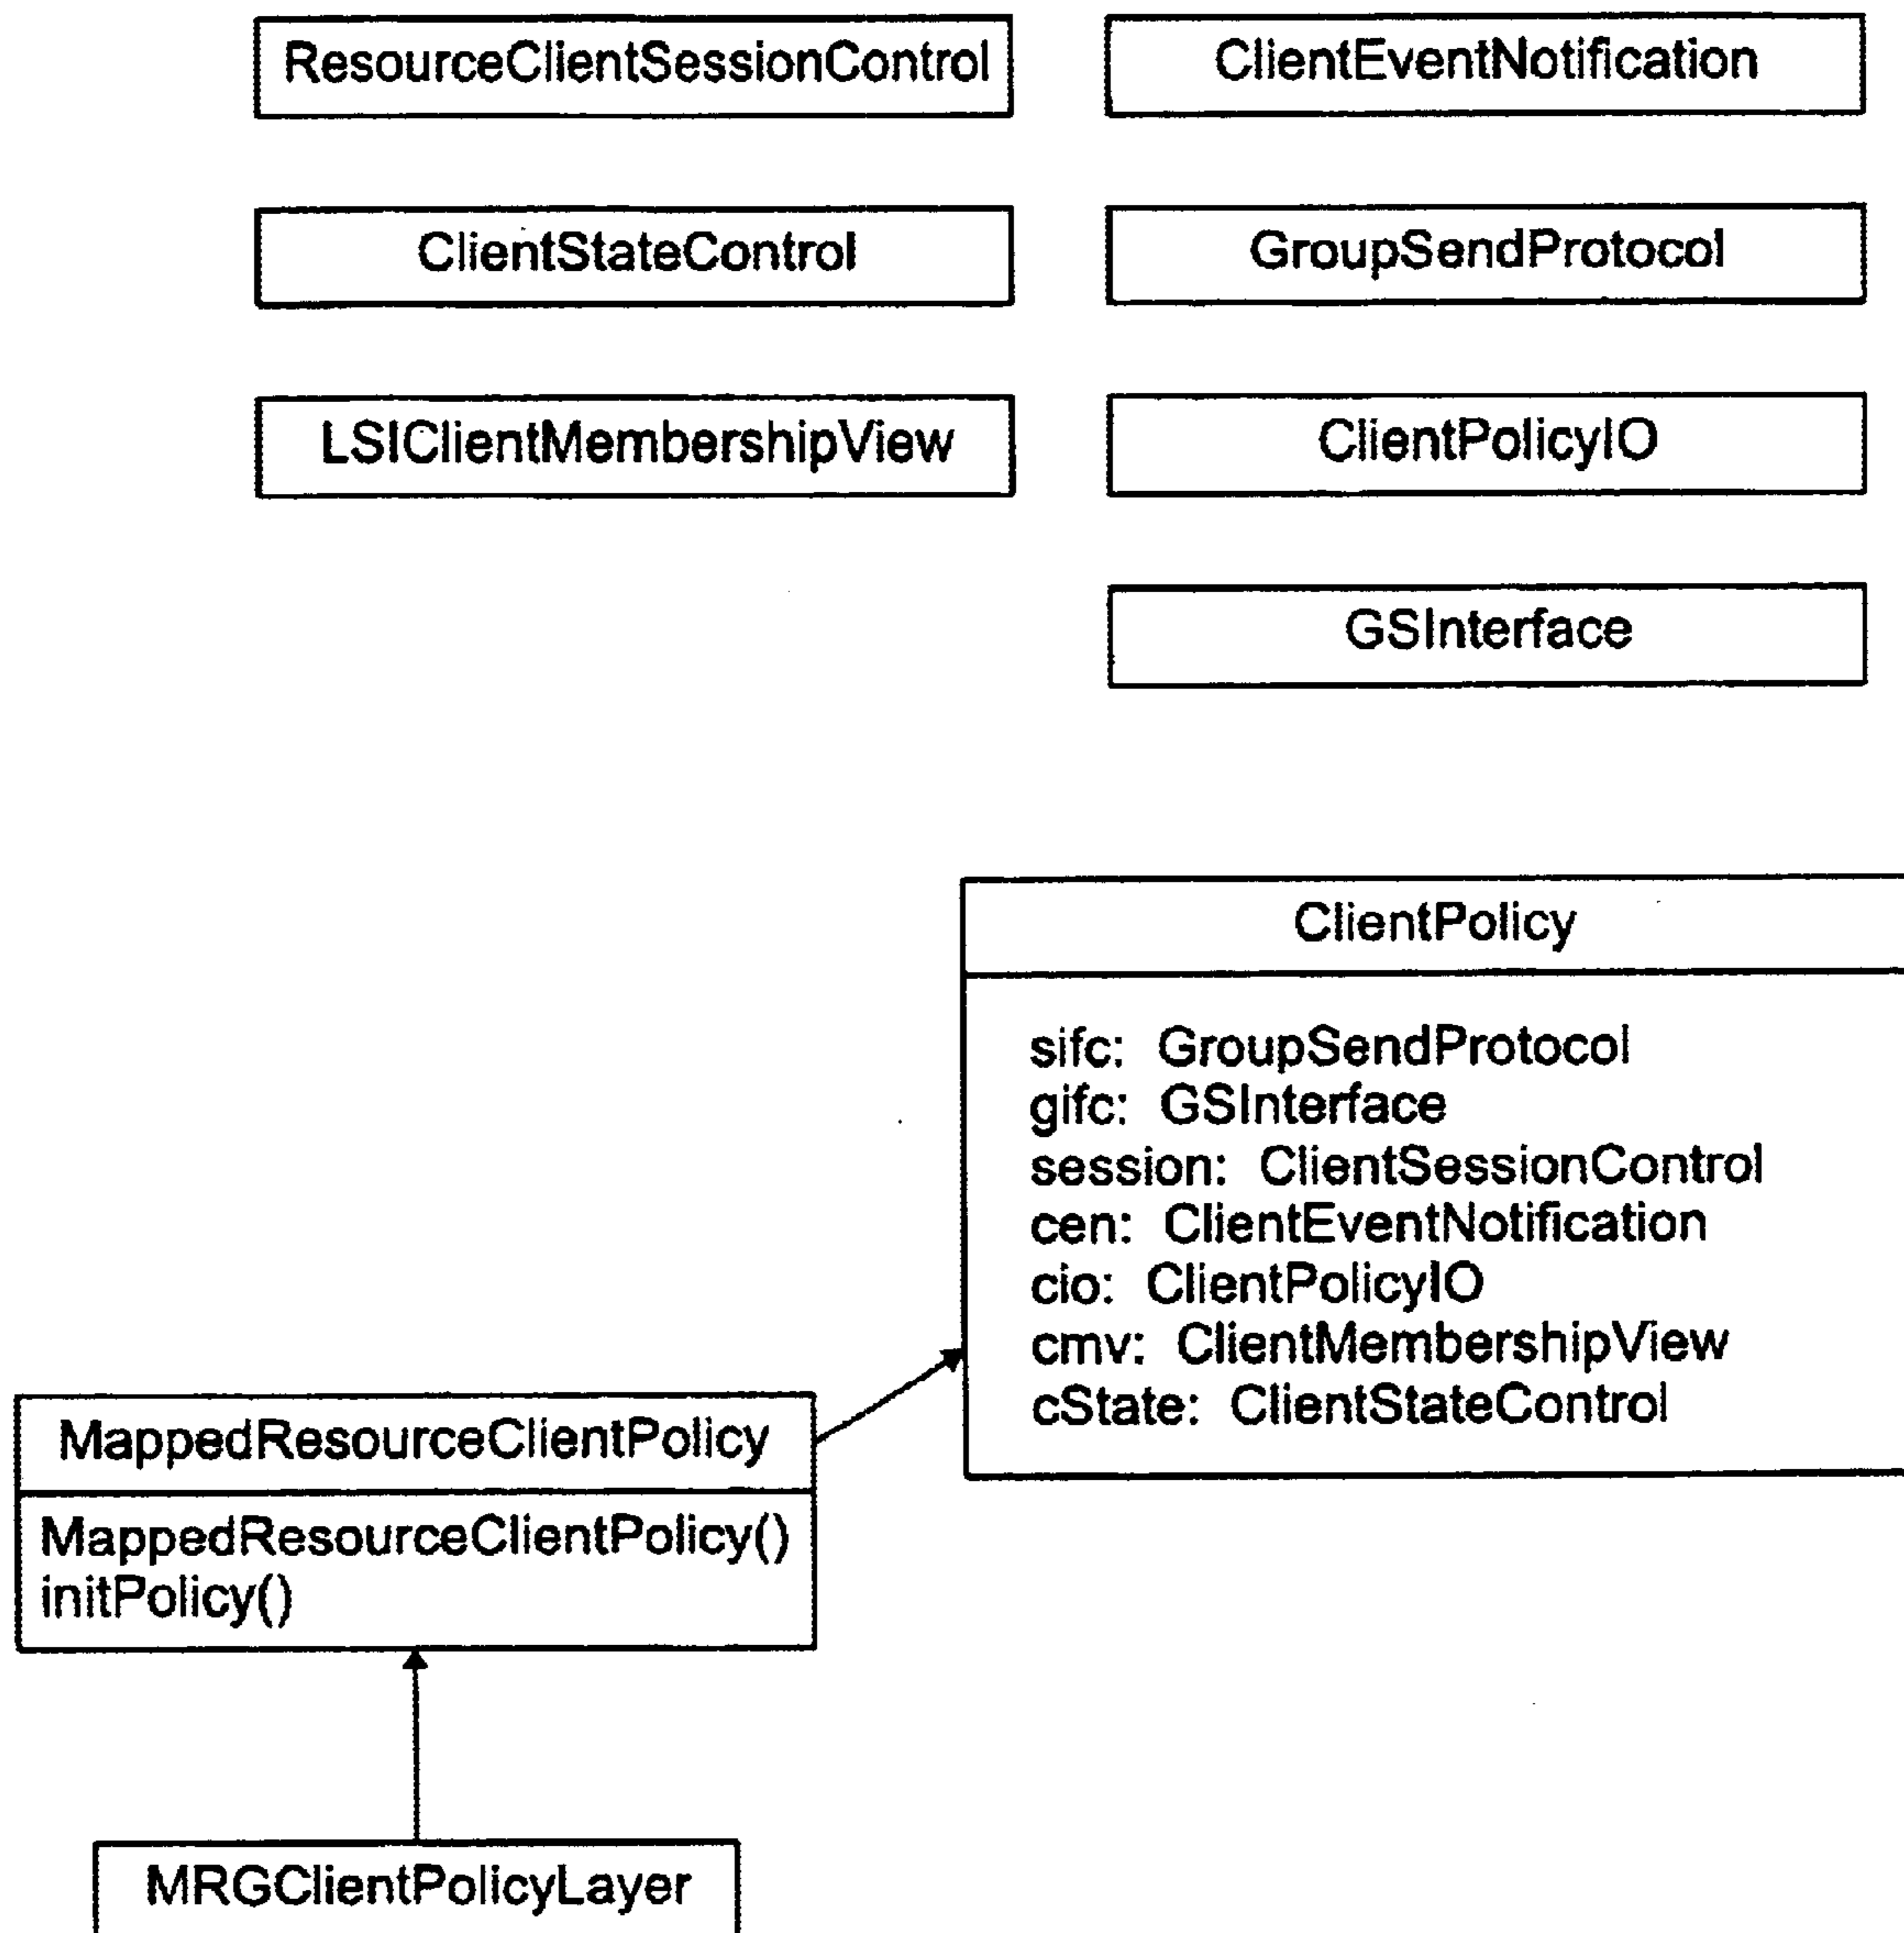 ResourceClientSessionControl
ClientEventNotification
ClientStateControl
GroupSendProtocol
LSIClientMembershipView
ClientPolicyIO
GSInterface
ClientPolicy
sifc: GroupSendProtocol
gifc: GSInterface
session: ClientSessionControl
cen: ClientEventNotification
cio: ClientPolicyIO
cmv: ClientMembershipView
cState: ClientStateControl
MappedResourceClientPolicy
MappedResourceClientPolicy()
initPolicy()
MRGClientPolicyLayer